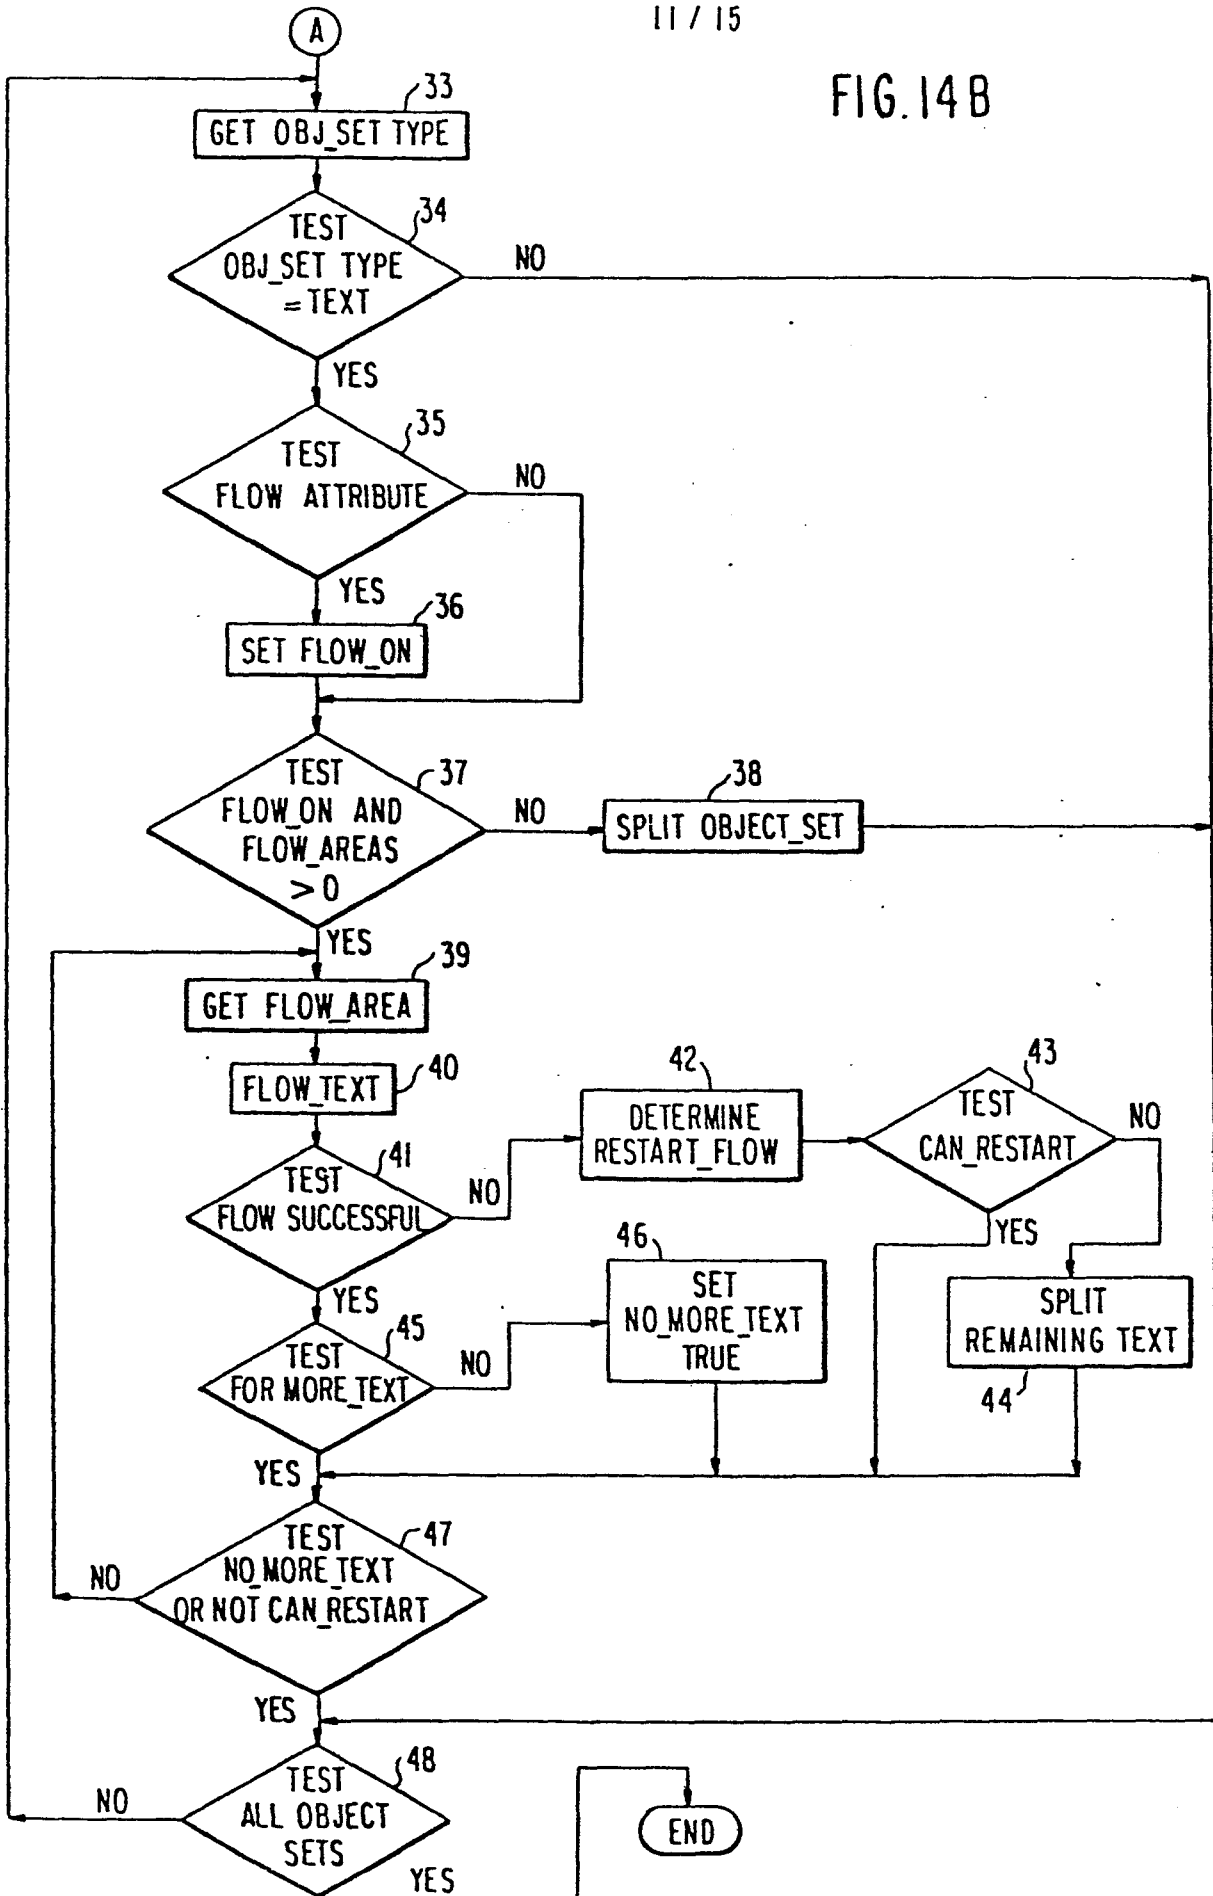 11 / 15
FIG. 14B
A
33
GET OBJ_SET TYPE
34
TEST
OBJ_SET TYPE
= TEXT
NO
YES
35
TEST
FLOW ATTRIBUTE
NO
YES
36
SET FLOW_ON
37
TEST
FLOW_ON AND
FLOW_AREAS
> 0
NO
38
SPLIT OBJECT_SET
YES
39
GET FLOW_AREA
40
FLOW_TEXT
41
TEST
FLOW SUCCESSFUL
NO
42
DETERMINE
RESTART_FLOW
43
TEST
CAN_RESTART
NO
YES
SPLIT
REMAINING TEXT
44
YES
45
TEST
FOR MORE_TEXT
NO
46
SET
NO_MORE_TEXT
TRUE
YES
47
TEST
NO_MORE_TEXT
OR NOT CAN_RESTART
NO
YES
48
TEST
ALL OBJECT
SETS
NO
YES
END